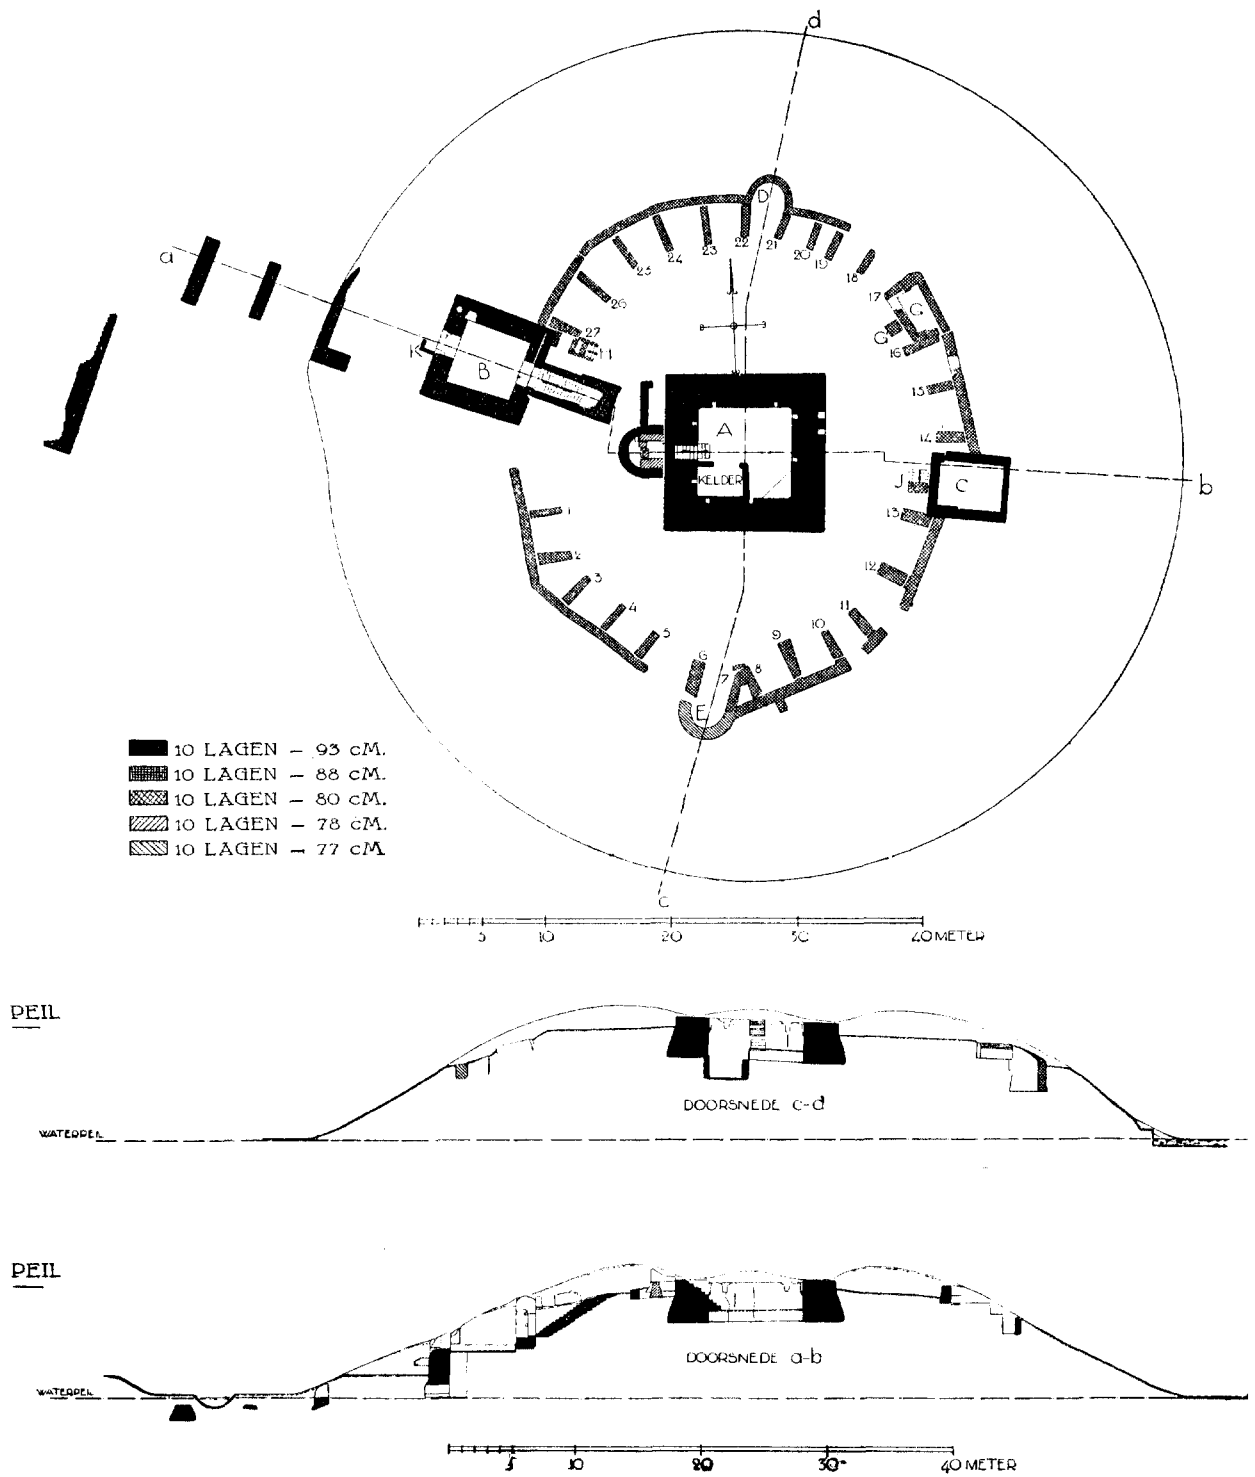 d
D
22
21
20
19
18
23
24
25
26
27
H
17
G
G
16
15
14
a
K
B
A
KELDER
J
C
b
13
12
11
10
9
8
7
6
E
1
2
3
4
5
c
10 LAGEN – 93 cM.
10 LAGEN – 88 cM.
10 LAGEN – 80 cM.
10 LAGEN – 78 cM.
10 LAGEN – 77 cM
5 10 20 30 40 METER
PEIL
DOORSNEDE c-d
WATERPEIL
PEIL
DOORSNEDE a-b
WATERPEIL
5 10 20 30 40 METER